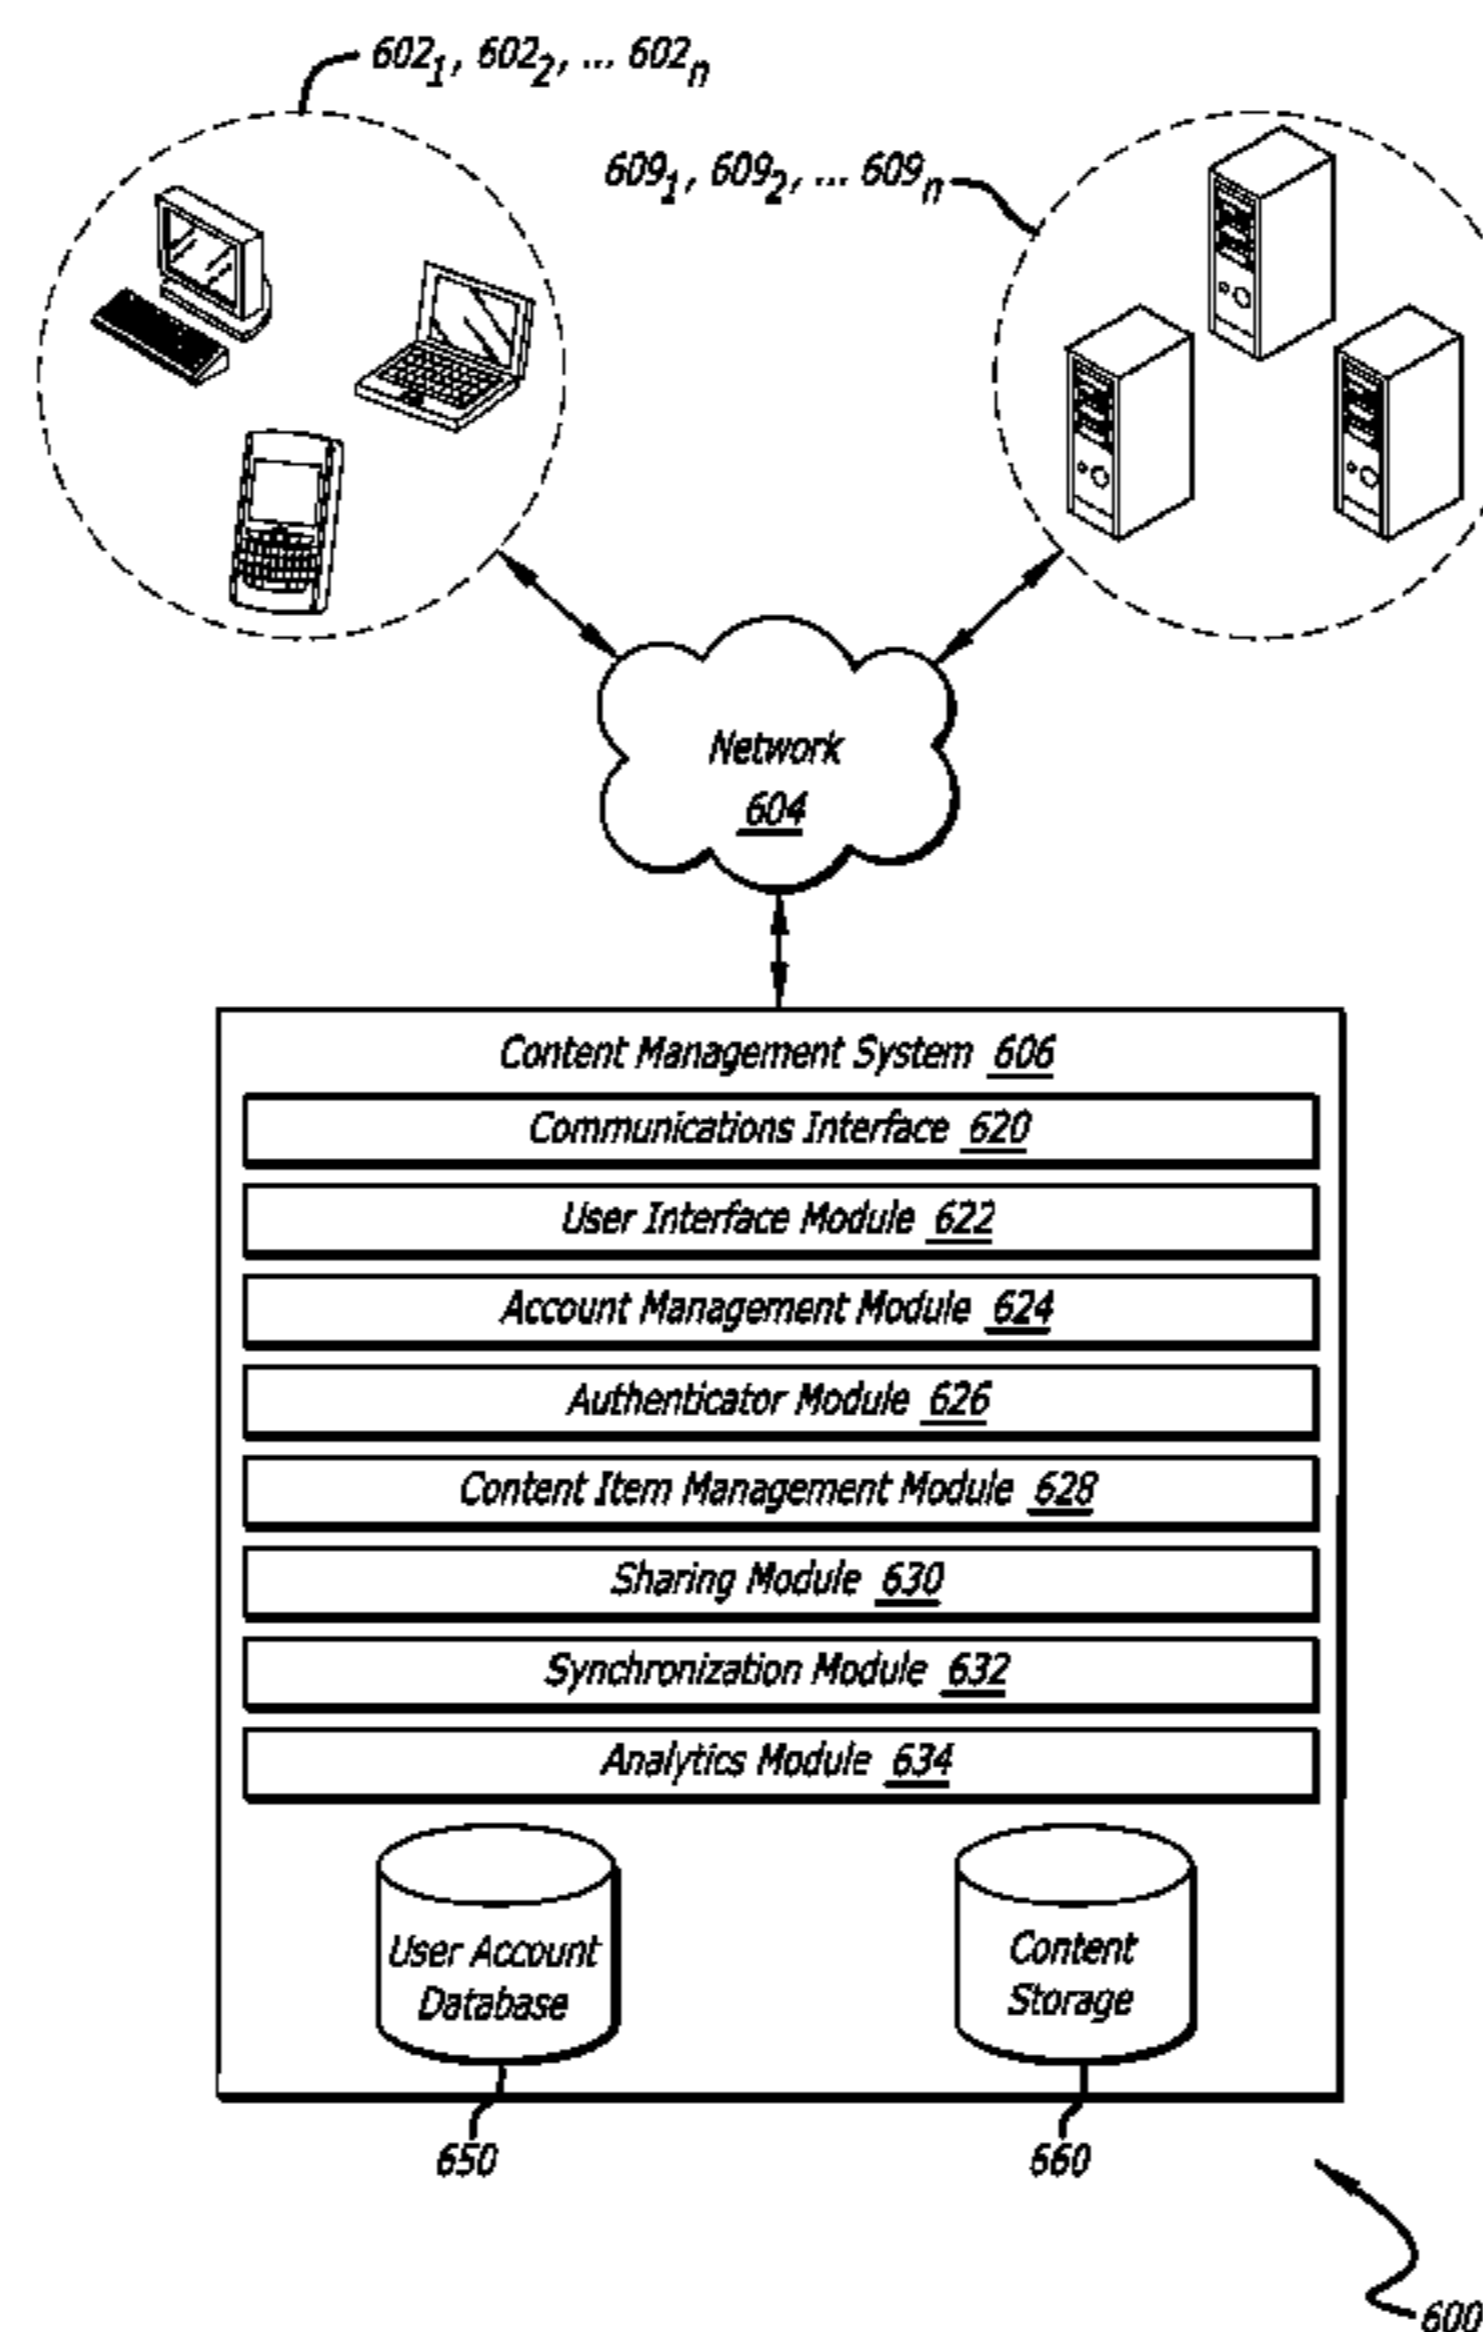 602₁, 602₂, ... 602ₙ
609₁, 609₂, ... 609ₙ
Network
604
Content Management System 606
Communications Interface 620
User Interface Module 622
Account Management Module 624
Authenticator Module 626
Content Item Management Module 628
Sharing Module 630
Synchronization Module 632
Analytics Module 634
User Account
Database
Content
Storage
650
660
600